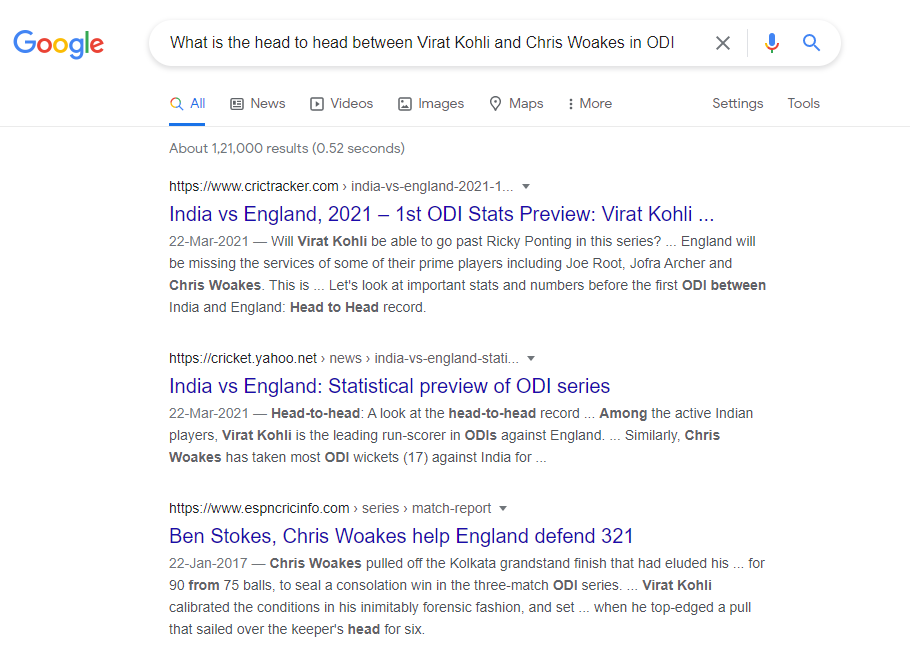 Google
What is the head to head between Virat Kohli and Chris Woakes in ODI
All News Videos Images Maps More Settings Tools
About 1,21,000 results (0.52 seconds)
https://www.crictracker.com › india-vs-england-2021-1...
India vs England, 2021 – 1st ODI Stats Preview: Virat Kohli ...
22-Mar-2021 — Will Virat Kohli be able to go past Ricky Ponting in this series? ... England will
be missing the services of some of their prime players including Joe Root, Jofra Archer and
Chris Woakes. This is ... Let's look at important stats and numbers before the first ODI between
India and England: Head to Head record.
https://cricket.yahoo.net › news › india-vs-england-stati...
India vs England: Statistical preview of ODI series
22-Mar-2021 — Head-to-head: A look at the head-to-head record ... Among the active Indian
players, Virat Kohli is the leading run-scorer in ODIs against England. ... Similarly, Chris
Woakes has taken most ODI wickets (17) against India for ...
https://www.espncricinfo.com › series › match-report
Ben Stokes, Chris Woakes help England defend 321
22-Jan-2017 — Chris Woakes pulled off the Kolkata grandstand finish that had eluded his ... for
90 from 75 balls, to seal a consolation win in the three-match ODI series. ... Virat Kohli
calibrated the conditions in his inimitably forensic fashion, and set ... when he top-edged a pull
that sailed over the keeper's head for six.